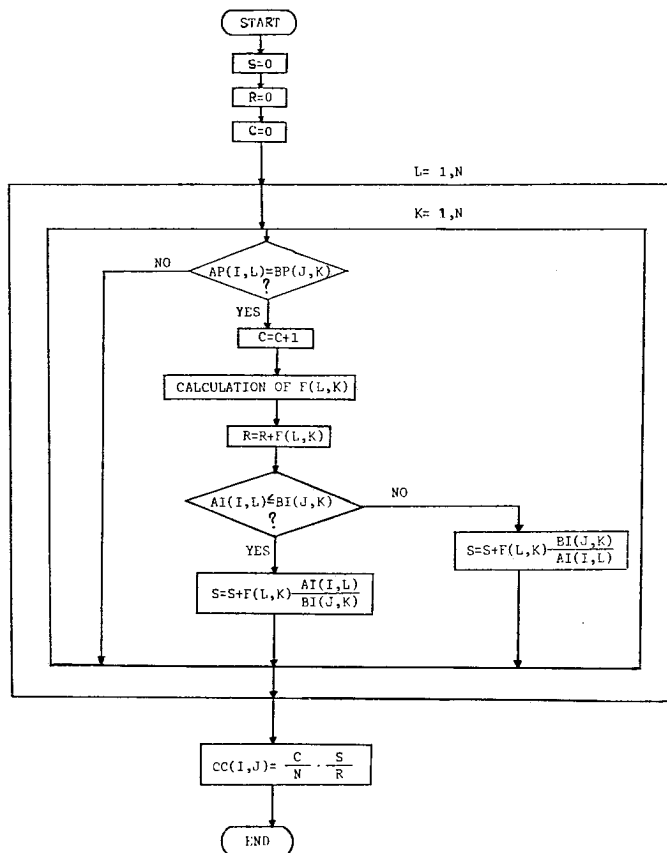 START
S=0
R=0
C=0
L= 1,N
K= 1,N
NO
AP(I,L)=BP(J,K)
?
YES
C=C+1
CALCULATION OF F(L,K)
R=R+F(L,K)
AI(I,L)≤BI(J,K)
?
NO
YES
S=S+F(L,K) BI(J,K)/AI(I,L)
S=S+F(L,K) AI(I,L)/BI(J,K)
CC(I,J)= C/N · S/R
END